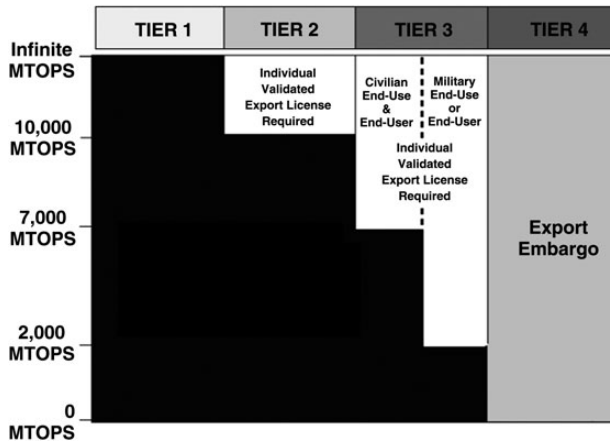 TIER 1
TIER 2
TIER 3
TIER 4
Infinite
MTOPS
10,000
MTOPS
7,000
MTOPS
2,000
MTOPS
0
MTOPS
Individual
Validated
Export License
Required
Civilian
End-Use
&
End-User
Military
End-Use
or
End-User
Individual
Validated
Export License
Required
Export
Embargo